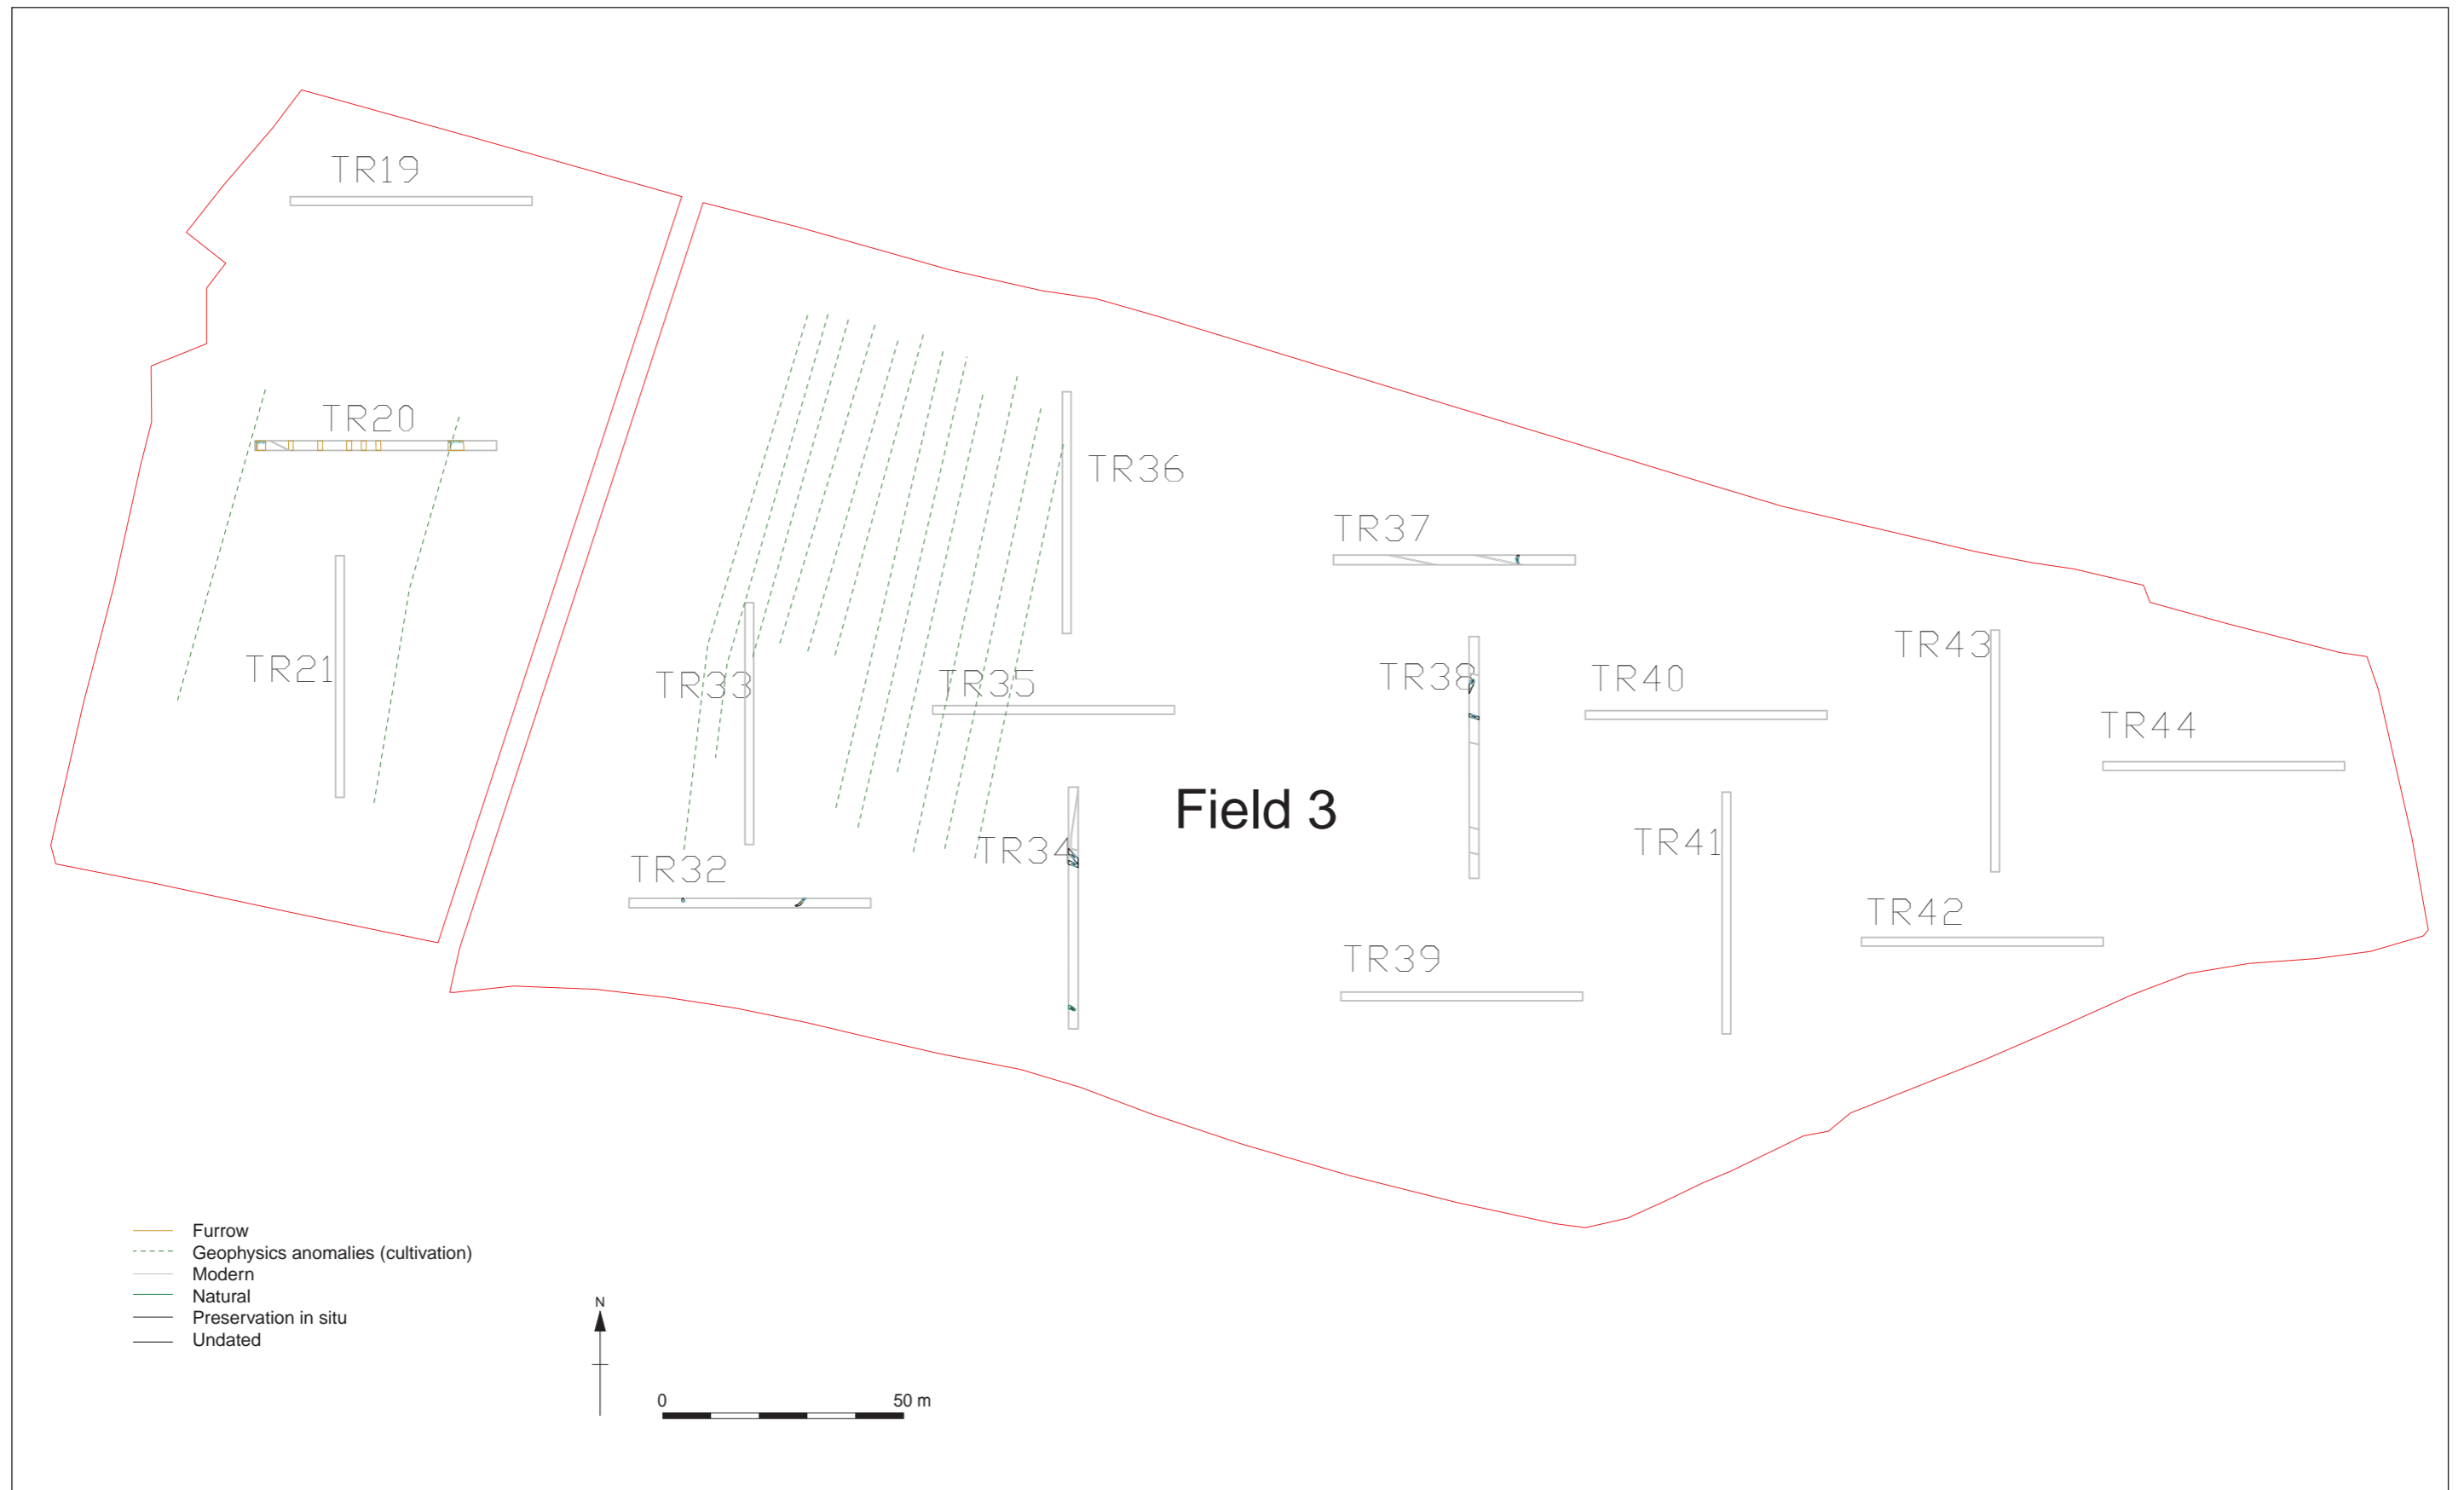 TR19
TR20
TR36
TR37
TR21
TR33
TR35
TR38
TR40
TR43
TR44
Field 3
TR34
TR41
TR32
TR42
TR39
Furrow
Geophysics anomalies (cultivation)
Modern
Natural
Preservation in situ
Undated
N
0 50 m